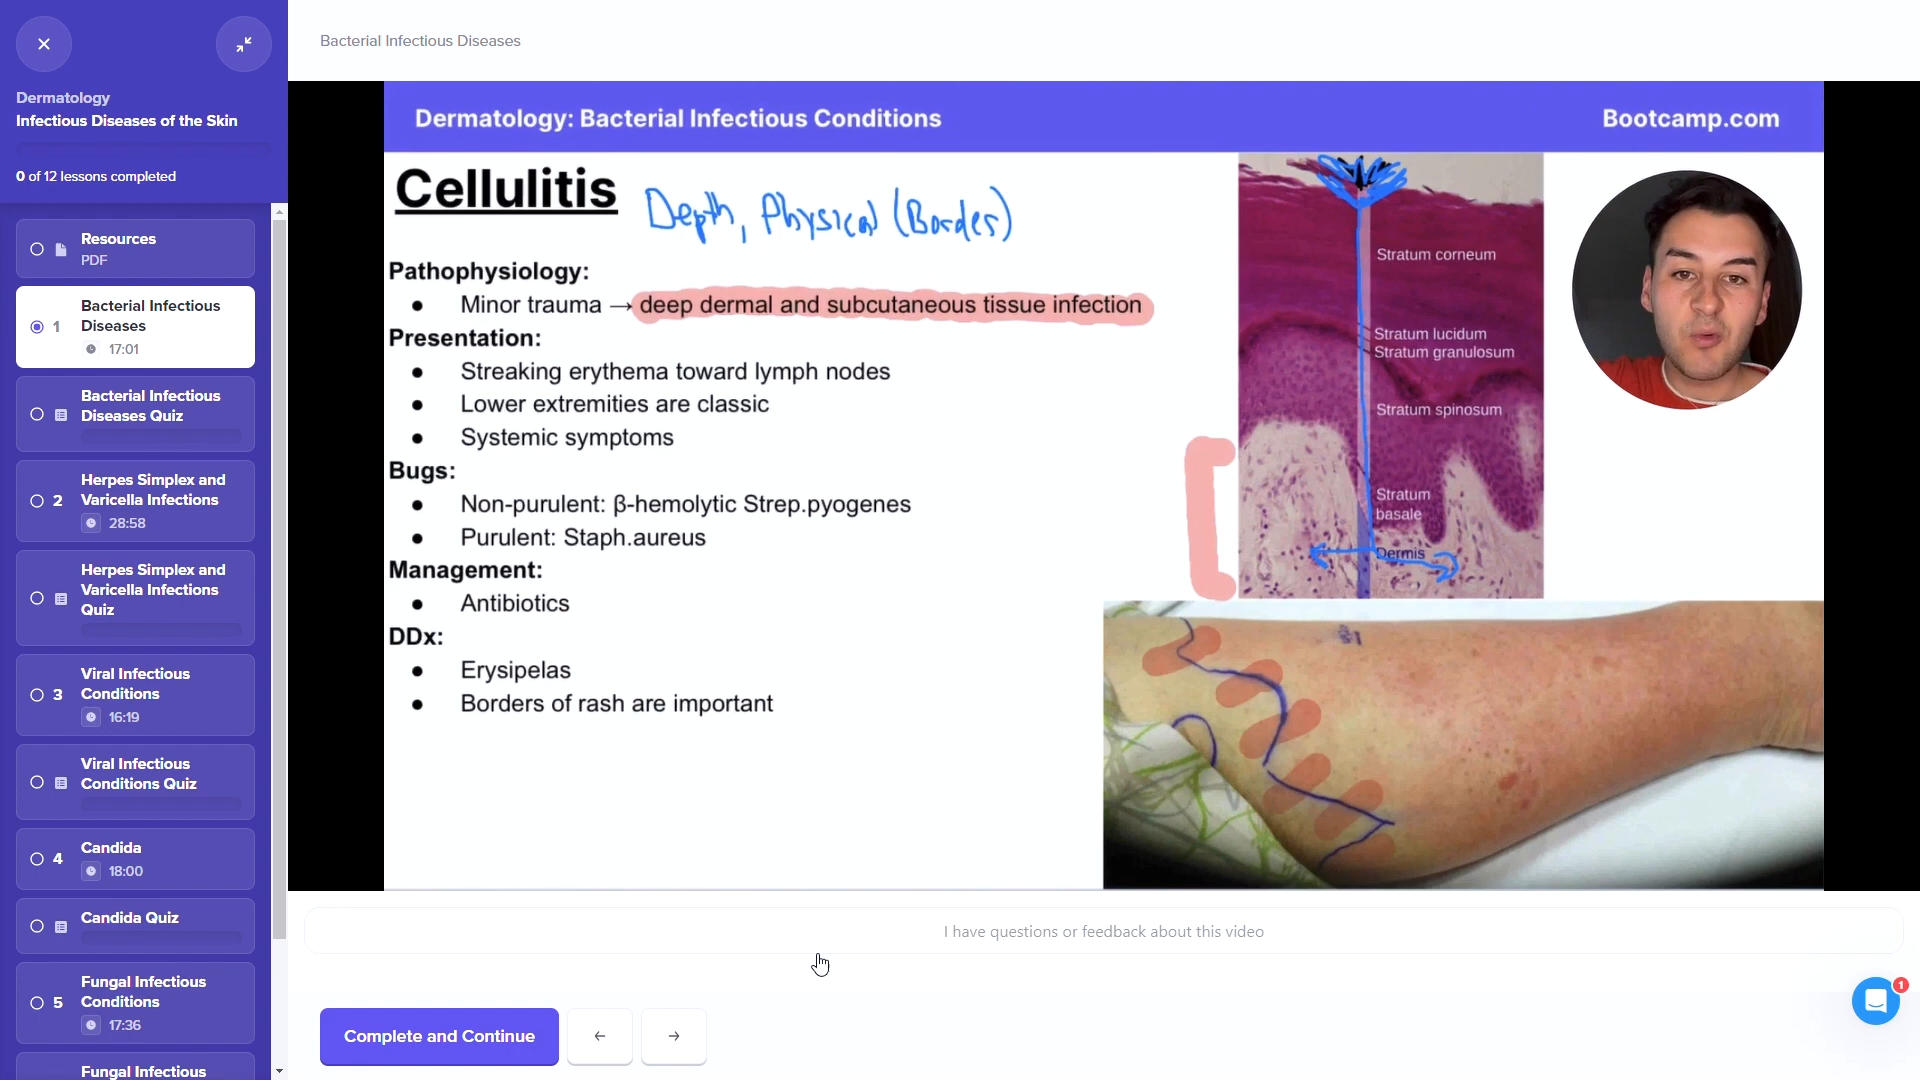 Dermatology
Infectious Diseases of the Skin
0 of 12 lessons completed
Resources
PDF
1
Bacterial Infectious
Diseases
17:01
Bacterial Infectious
Diseases Quiz
2
Herpes Simplex and
Varicella Infections
28:58
Herpes Simplex and
Varicella Infections
Quiz
3
Viral Infectious
Conditions
16:19
Viral Infectious
Conditions Quiz
4
Candida
18:00
Candida Quiz
5
Fungal Infectious
Conditions
17:36
Fungal Infectious
Bacterial Infectious Diseases
Dermatology: Bacterial Infectious Conditions
Bootcamp.com
Cellulitis
Depth, Physical (Border)
Pathophysiology:
● Minor trauma → deep dermal and subcutaneous tissue infection
Presentation:
● Streaking erythema toward lymph nodes
● Lower extremities are classic
● Systemic symptoms
Bugs:
● Non-purulent: β-hemolytic Strep.pyogenes
● Purulent: Staph.aureus
Management:
● Antibiotics
DDx:
● Erysipelas
● Borders of rash are important
Stratum corneum
Stratum lucidum
Stratum granulosum
Stratum spinosum
Stratum
basale
Dermis
I have questions or feedback about this video
Complete and Continue
← →
1